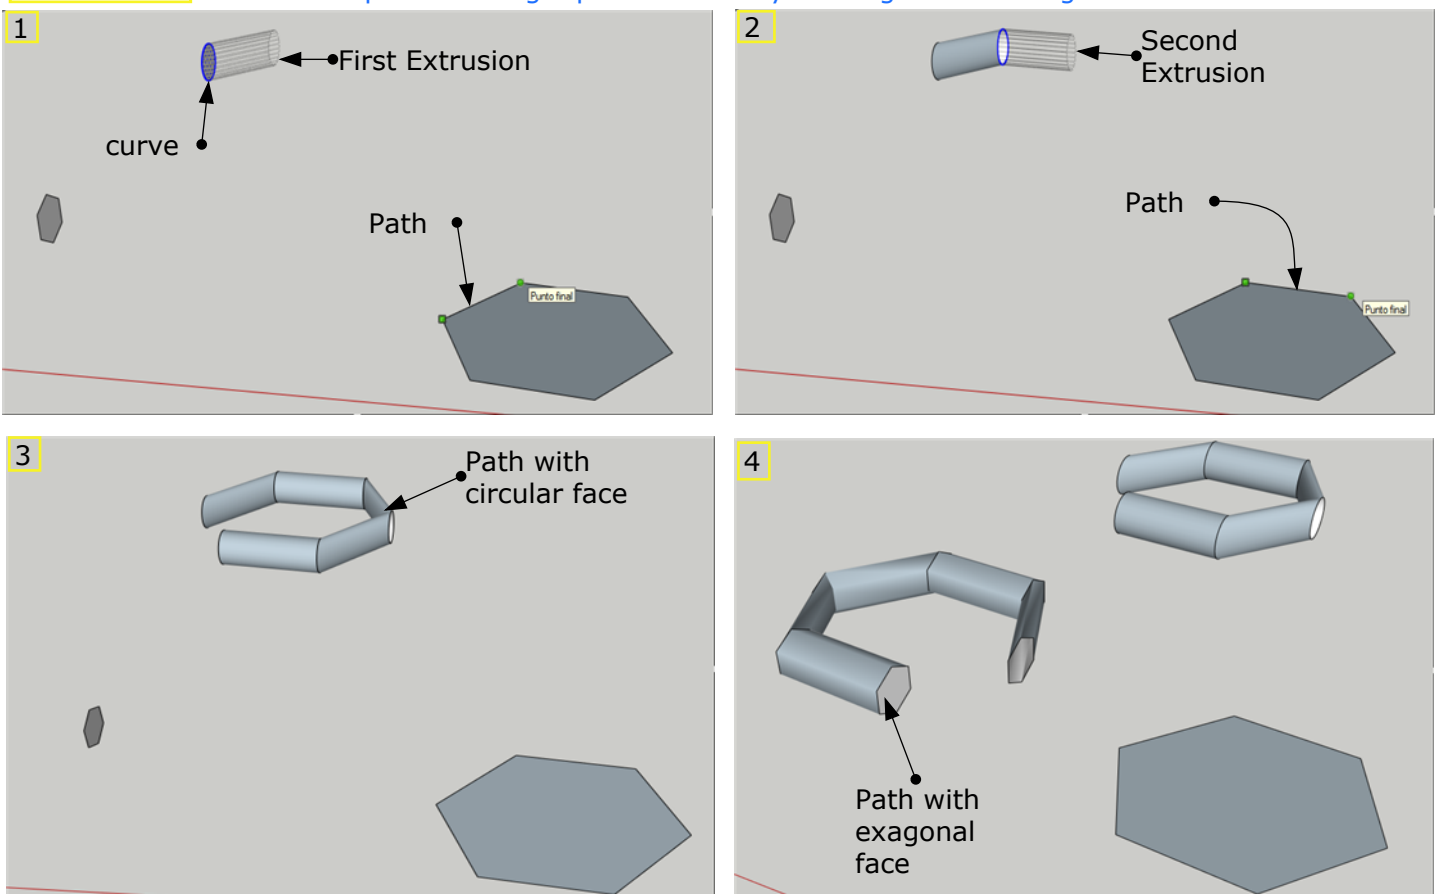 1
First Extrusion
curve
Path
Punto final
2
Second
Extrusion
Path
Punto final
3
Path with
circular face
4
Path with
exagonal
face